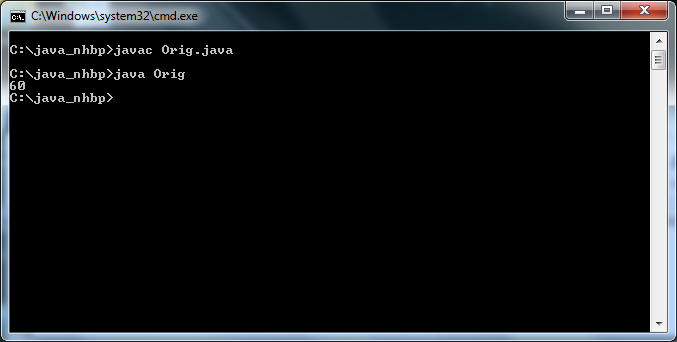 C:\Windows\system32\cmd.exe
C:\java_nhbp>javac Orig.java
C:\java_nhbp>java Orig
60
C:\java_nhbp>